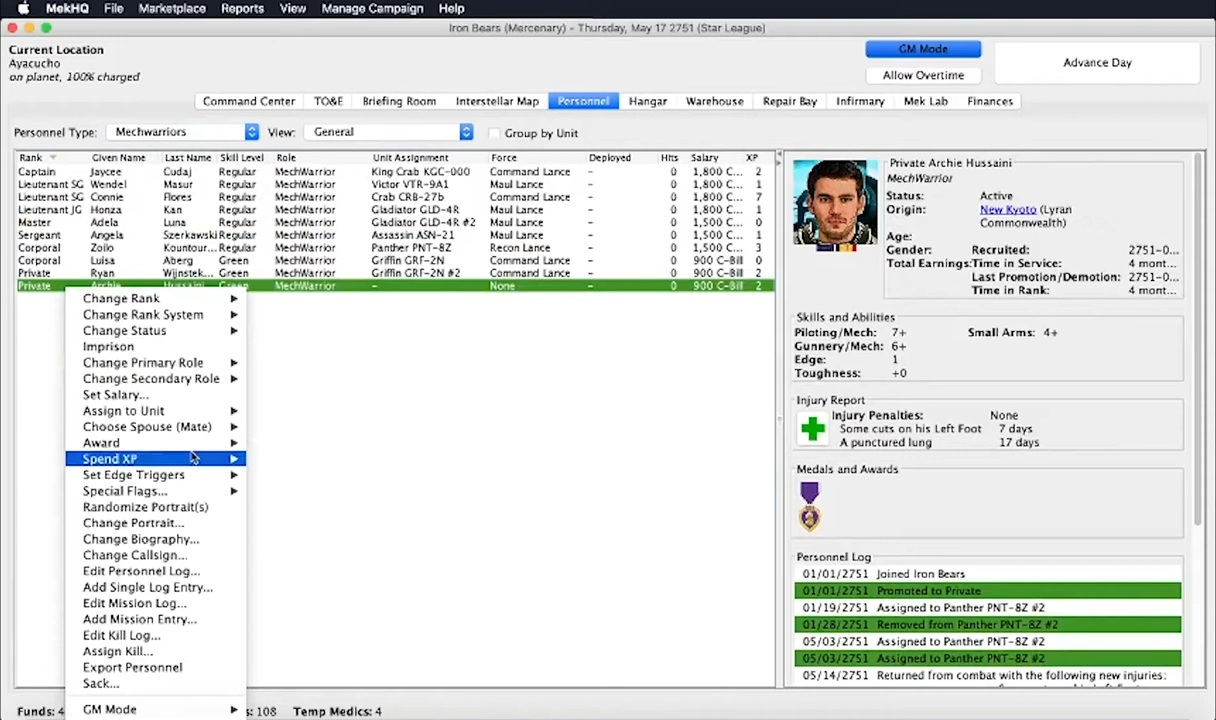 MekHQ File Marketplace Reports View Manage Campaign Help
Iron Bears (Mercenary) - Thursday, May 17 2751 (Star League)
Current Location
Ayacucho
on planet, 100% charged
GM Mode
Allow Overtime
Advance Day
Command Center TO&E Briefing Room Interstellar Map Personnel Hangar Warehouse Repair Bay Infirmary Mek Lab Finances
Personnel Type: Mechwarriors View: General Group by Unit
Rank Given Name Last Name Skill Level Role Unit Assignment Force Deployed Hits Salary XP
Captain Jaycee Cudaj Regular MechWarrior King Crab KGC-000 Command Lance – 0 1,800 C... 2
Lieutenant SG Wendel Masur Regular MechWarrior Victor VTR-9A1 Maul Lance – 0 1,800 C... 1
Lieutenant SG Connie Flores Regular MechWarrior Crab CRB-27b Command Lance – 0 1,800 C... 7
Lieutenant JG Honza Kan Regular MechWarrior Gladiator GLD-4R Maul Lance – 0 1,800 C... 1
Master Adela Luna Regular MechWarrior Gladiator GLD-4R #2 Maul Lance – 0 1,500 C... 0
Sergeant Angela Szerkawski Regular MechWarrior Assassin ASN-21 Maul Lance – 0 1,500 C... 1
Corporal Zoilo Kountour... Regular MechWarrior Panther PNT-8Z Recon Lance – 0 1,500 C... 3
Corporal Luisa Aberg Green MechWarrior Griffin GRF-2N Command Lance – 0 900 C-Bill 0
Private Ryan Wijnstek... Green MechWarrior Griffin GRF-2N #2 Command Lance – 0 900 C-Bill 2
Private Archie Hussaini Green MechWarrior – None – 0 900 C-Bill 2
Change Rank
Change Rank System
Change Status
Imprison
Change Primary Role
Change Secondary Role
Set Salary...
Assign to Unit
Choose Spouse (Mate)
Award
Spend XP
Set Edge Triggers
Special Flags...
Randomize Portrait(s)
Change Portrait...
Change Biography...
Change Callsign...
Edit Personnel Log...
Add Single Log Entry...
Edit Mission Log...
Add Mission Entry...
Edit Kill Log...
Assign Kill...
Export Personnel
Sack...
GM Mode
Private Archie Hussaini
MechWarrior
Status: Active
Origin: New Kyoto (Lyran
Commonwealth)
Age:
Gender: Recruited: 2751-0...
Total Earnings: Time in Service: 4 mont...
Last Promotion/Demotion: 2751-0...
Time in Rank: 4 mont...
Skills and Abilities
Piloting/Mech: 7+ Small Arms: 4+
Gunnery/Mech: 6+
Edge: 1
Toughness: +0
Injury Report
Injury Penalties: None
Some cuts on his Left Foot 7 days
A punctured lung 17 days
Medals and Awards
Personnel Log
01/01/2751 Joined Iron Bears
01/01/2751 Promoted to Private
01/19/2751 Assigned to Panther PNT-8Z #2
01/28/2751 Removed from Panther PNT-8Z #2
05/03/2751 Assigned to Panther PNT-8Z #2
05/03/2751 Assigned to Panther PNT-8Z #2
05/14/2751 Returned from combat with the following new injuries:
Funds: 4 s: 108 Temp Medics: 4